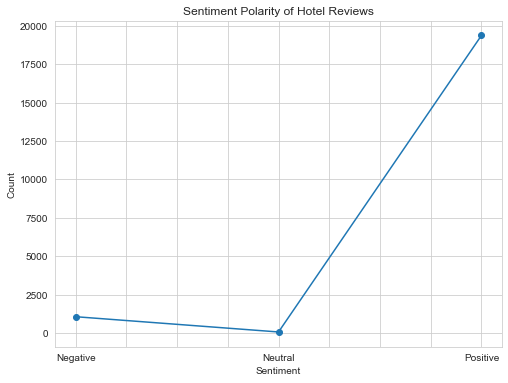 Sentiment Polarity of Hotel Reviews
20000
17500
15000
12500
10000
7500
5000
2500
0
Count
Negative Neutral Positive
Sentiment